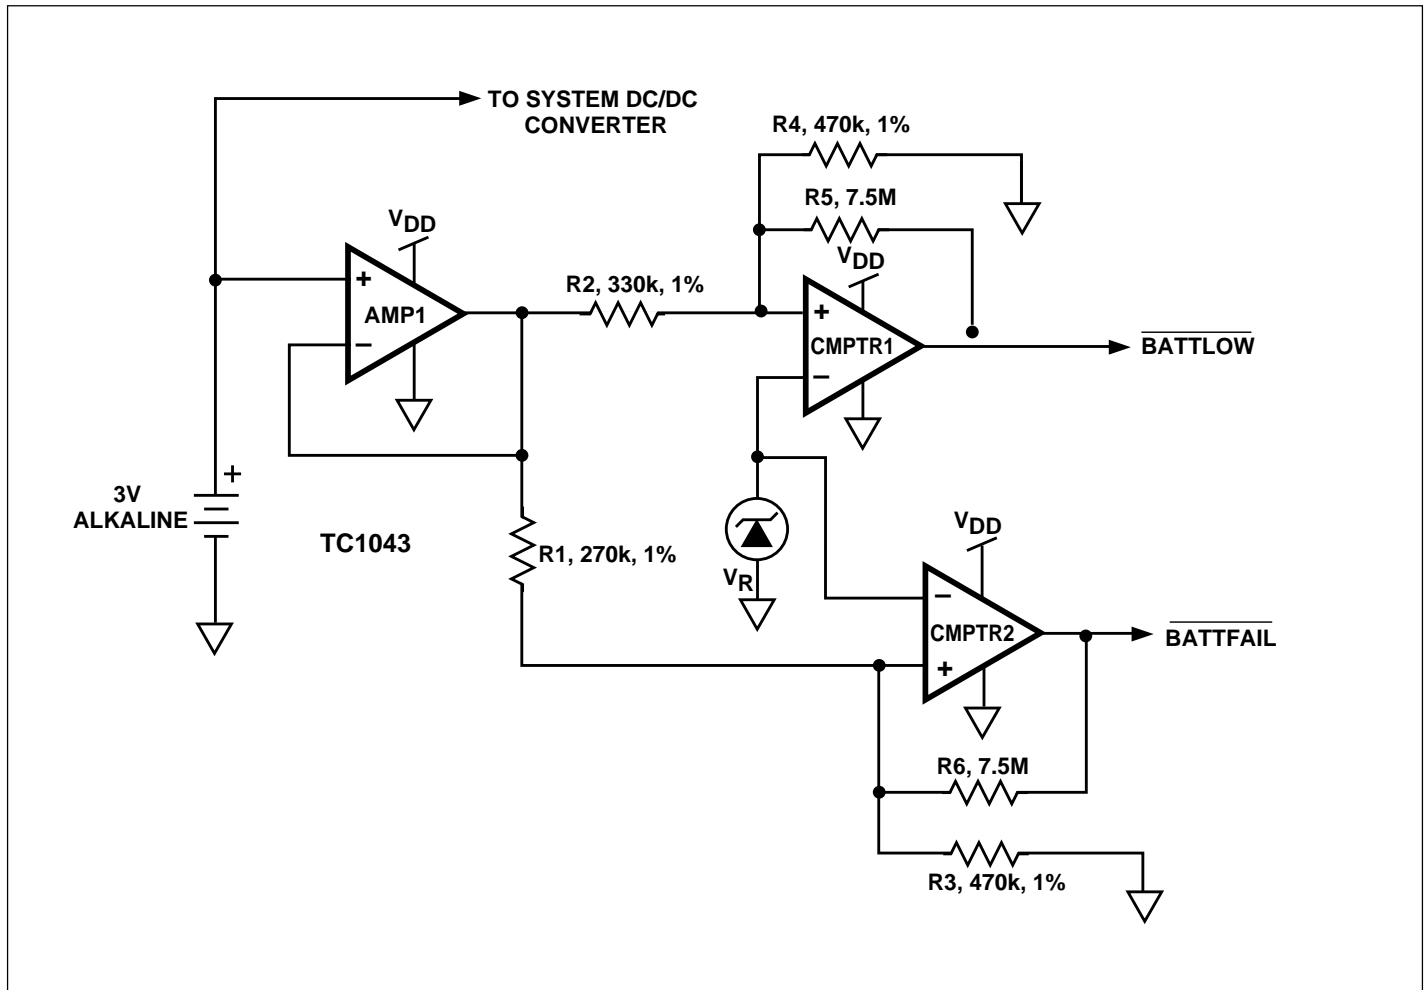 TO SYSTEM DC/DC
CONVERTER
R4, 470k, 1%
R5, 7.5M
VDD
VDD
R2, 330k, 1%
+
AMP1
−
+
CMPTR1
−
BATTLOW
+
3V
ALKALINE
TC1043
R1, 270k, 1%
VR
VDD
−
CMPTR2
+
BATTFAIL
R6, 7.5M
R3, 470k, 1%